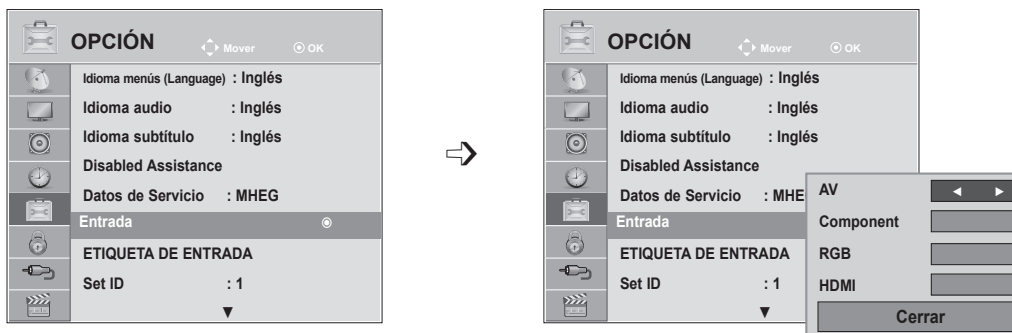 OPCIÓN Mover OK
Idioma menús (Language) : Inglés
Idioma audio : Inglés
Idioma subtítulo : Inglés
Disabled Assistance
Datos de Servicio : MHEG
Entrada
ETIQUETA DE ENTRADA
Set ID : 1
OPCIÓN Mover OK
Idioma menús (Language) : Inglés
Idioma audio : Inglés
Idioma subtítulo : Inglés
Disabled Assistance
Datos de Servicio : MHE
Entrada
ETIQUETA DE ENTRADA
Set ID : 1
AV
Component
RGB
HDMI
Cerrar